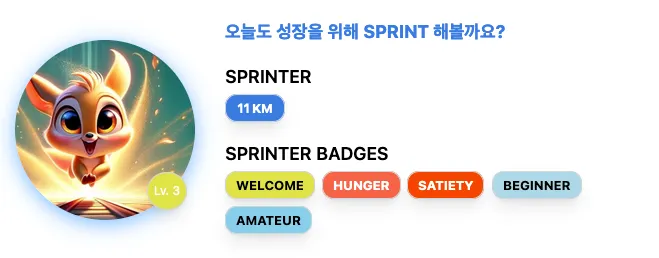 오늘도 성장을 위해 SPRINT 해볼까요?
SPRINTER
11 KM
Lv. 3
SPRINTER BADGES
WELCOME HUNGER SATIETY BEGINNER
AMATEUR